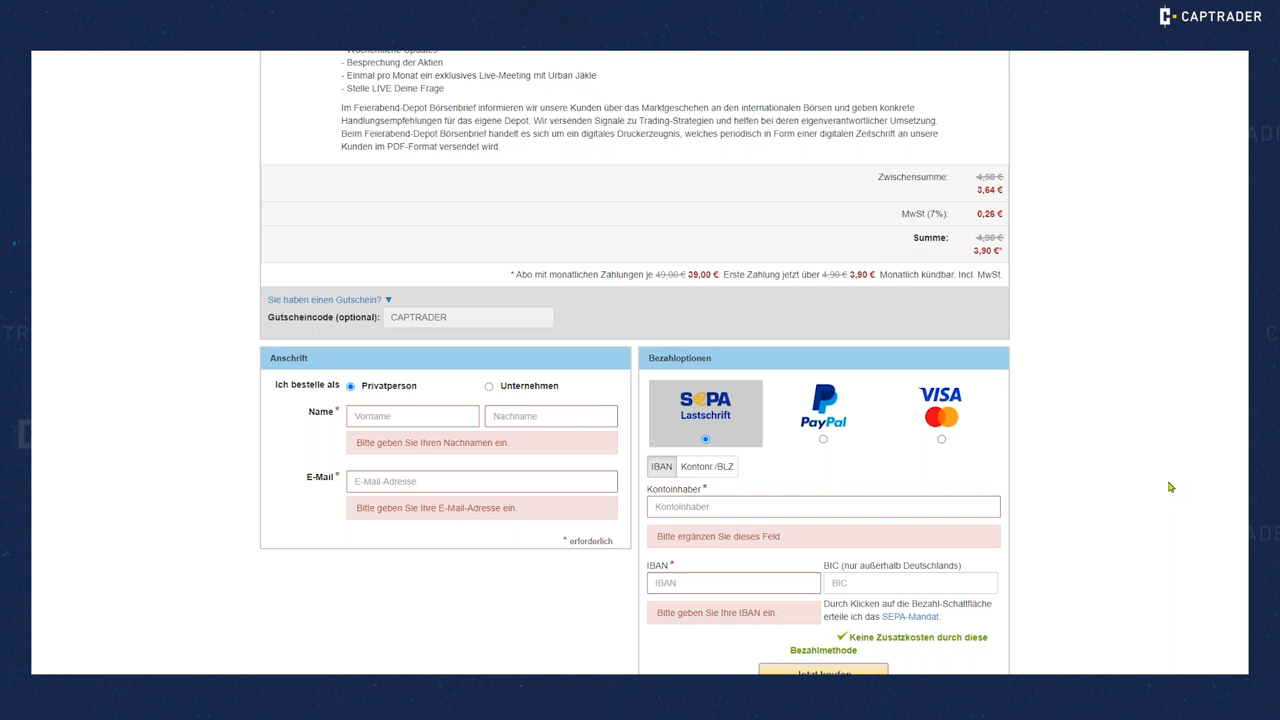 CAPTRADER
- Wöchentliche Updates
- Besprechung der Aktien
- Einmal pro Monat ein exklusives Live-Meeting mit Urban Jäkle
- Stelle LIVE Deine Frage
Im Feierabend-Depot Börsenbrief informieren wir unsere Kunden über das Marktgeschehen an den internationalen Börsen und geben konkrete
Handlungsempfehlungen für das eigene Depot. Wir versenden Signale zu Trading-Strategien und helfen bei deren eigenverantwortlicher Umsetzung.
Beim Feierabend-Depot Börsenbrief handelt es sich um ein digitales Druckerzeugnis, welches periodisch in Form einer digitalen Zeitschrift an unsere
Kunden im PDF-Format versendet wird.
Zwischensumme: 4,58 €
3,64 €
MwSt (7%): 0,26 €
Summe: 4,90 €
3,90 €*
* Abo mit monatlichen Zahlungen je 49,00 € 39,00 €. Erste Zahlung jetzt über 4,90 € 3,90 €. Monatlich kündbar. Incl. MwSt.
Sie haben einen Gutschein? ▼
Gutscheincode (optional): CAPTRADER
Anschrift
Ich bestelle als Privatperson Unternehmen
Name * Vorname Nachname
Bitte geben Sie Ihren Nachnamen ein.
E-Mail * E-Mail-Adresse
Bitte geben Sie Ihre E-Mail-Adresse ein.
* erforderlich
Bezahloptionen
SEPA Lastschrift PayPal VISA
IBAN Kontonr./BLZ
Kontoinhaber *
Kontoinhaber
Bitte ergänzen Sie dieses Feld.
IBAN * BIC (nur außerhalb Deutschlands)
IBAN BIC
Bitte geben Sie Ihre IBAN ein.
Durch Klicken auf die Bezahl-Schaltfläche
erteile ich das SEPA-Mandat.
Keine Zusatzkosten durch diese
Bezahlmethode
Jetzt kaufen